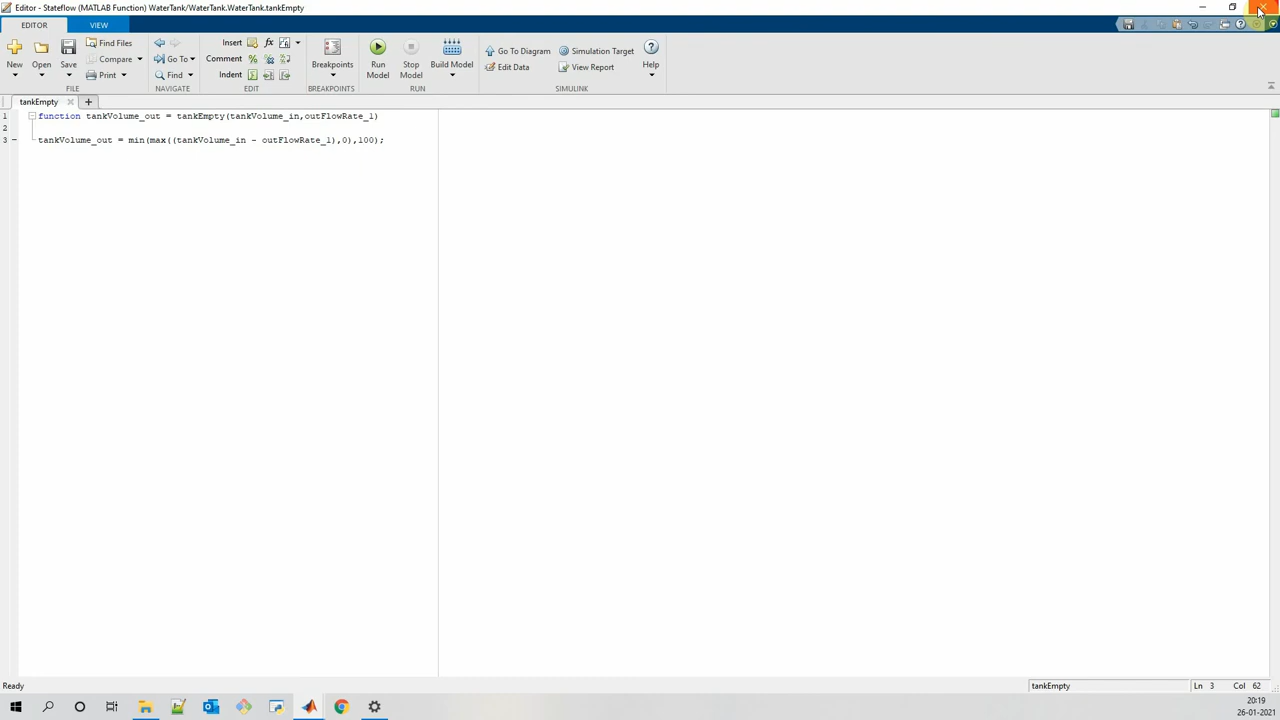 Editor - Stateflow (MATLAB Function) WaterTank/WaterTank.WaterTank.tankEmpty
EDITOR VIEW
New Open Save Find Files Compare Print
FILE
Go To Find
NAVIGATE
Insert fx
Comment %
Indent
EDIT
Breakpoints
BREAKPOINTS
Run Model Stop Model Build Model
RUN
Go To Diagram Simulation Target
Edit Data View Report
Help
SIMULINK
tankEmpty
1 function tankVolume_out = tankEmpty(tankVolume_in,outFlowRate_1)
2
3 tankVolume_out = min(max((tankVolume_in - outFlowRate_1),0),100);
Ready tankEmpty Ln 3 Col 62
20:19
26-01-2021